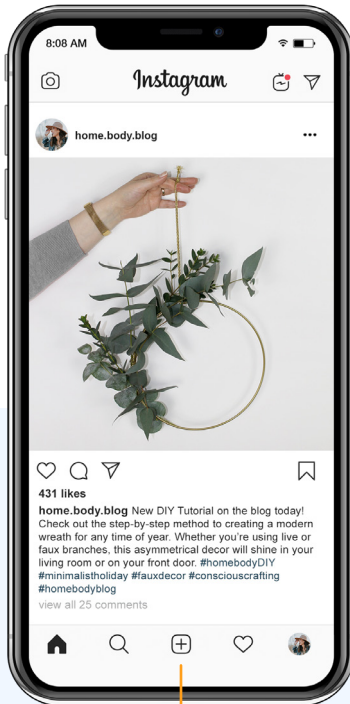 8:08 AM
Instagram
home.body.blog
431 likes
home.body.blog New DIY Tutorial on the blog today!
Check out the step-by-step method to creating a modern
wreath for any time of year. Whether you're using live or
faux branches, this asymmetrical decor will shine in your
living room or on your front door. #homebodyDIY
#minimalistholiday #fauxdecor #consciouscrafting
#homebodyblog
view all 25 comments